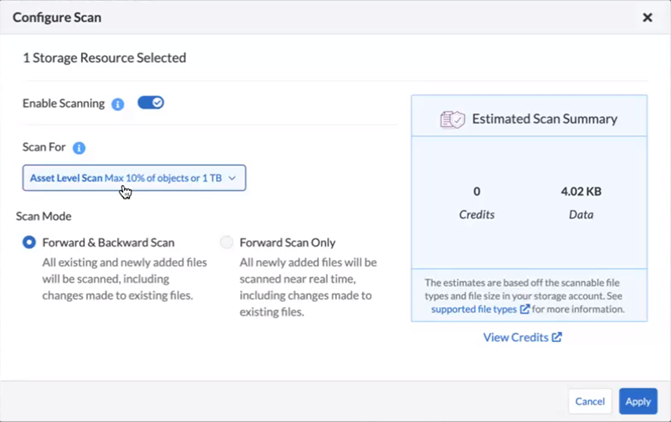 Configure Scan
1 Storage Resource Selected
Enable Scanning
Scan For
Asset Level Scan Max 10% of objects or 1 TB
Scan Mode
Forward & Backward Scan
All existing and newly added files
will be scanned, including
changes made to existing files.
Forward Scan Only
All newly added files will be
scanned near real time,
including changes made to
existing files.
Estimated Scan Summary
0
Credits
4.02 KB
Data
The estimates are based off the scannable file
types and file size in your storage account. See
supported file types for more information.
View Credits
Cancel
Apply